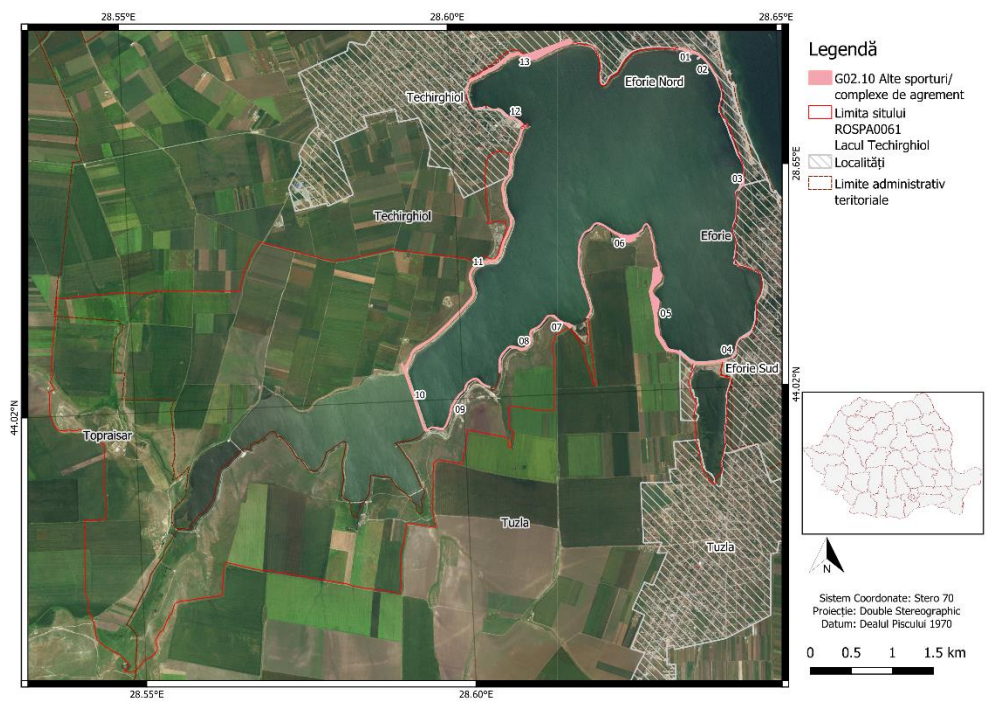 28.55°E
28.60°E
28.65°E
13
01
02
Eforie Nord
Techirghiol
12
28.65°E
03
Techirghiol
Eforie
06
11
05
07
08
04
Eforie Sud
10
09
44.02°N
44.02°N
Topraisar
Tuzla
Tuzla
28.55°E
28.60°E
Legendă
G02.10 Alte sporturi/
complexe de agrement
Limita sitului
ROSPA0061
Lacul Techirghiol
Localități
Limite administrativ
teritoriale
N
Sistem Coordonate: Stero 70
Proiecție: Double Stereographic
Datum: Dealul Piscului 1970
0 0.5 1 1.5 km